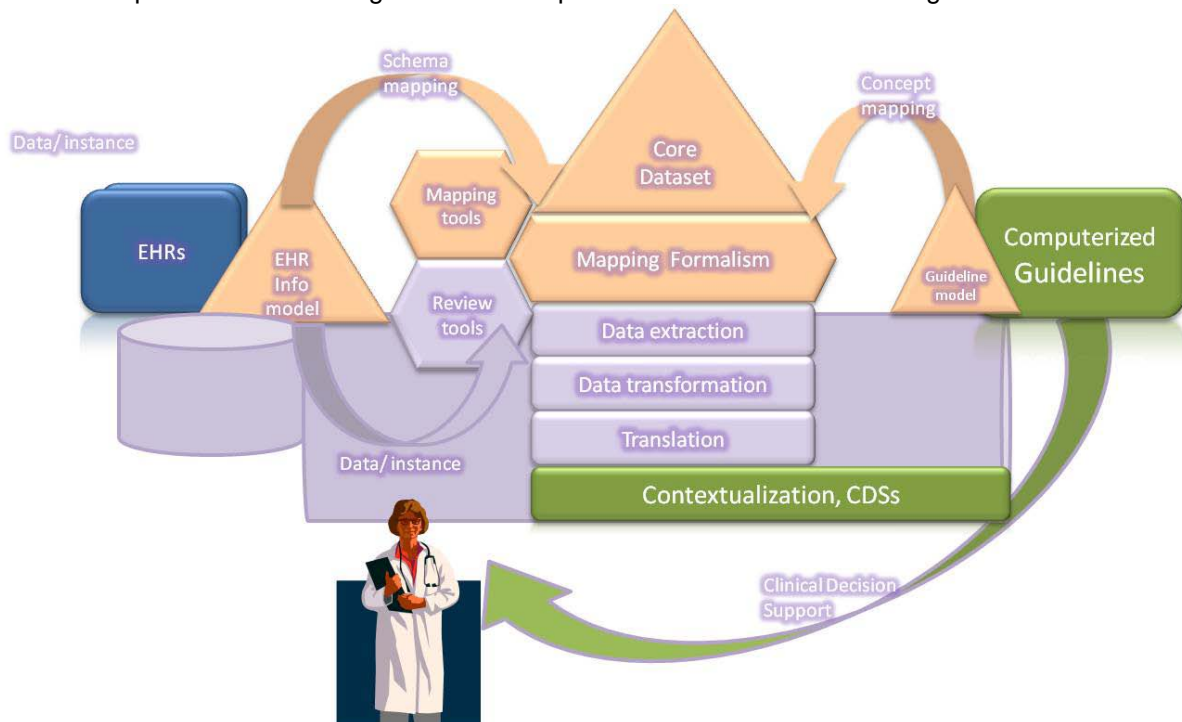 Schema
mapping
Concept
mapping
Data/ instance
Core
Dataset
Mapping
tools
EHRs
EHR
Info
model
Mapping Formalism
Computerized
Guidelines
Guideline
model
Review
tools
Data extraction
Data transformation
Translation
Data/ instance
Contextualization, CDSs
Clinical Decision
Support